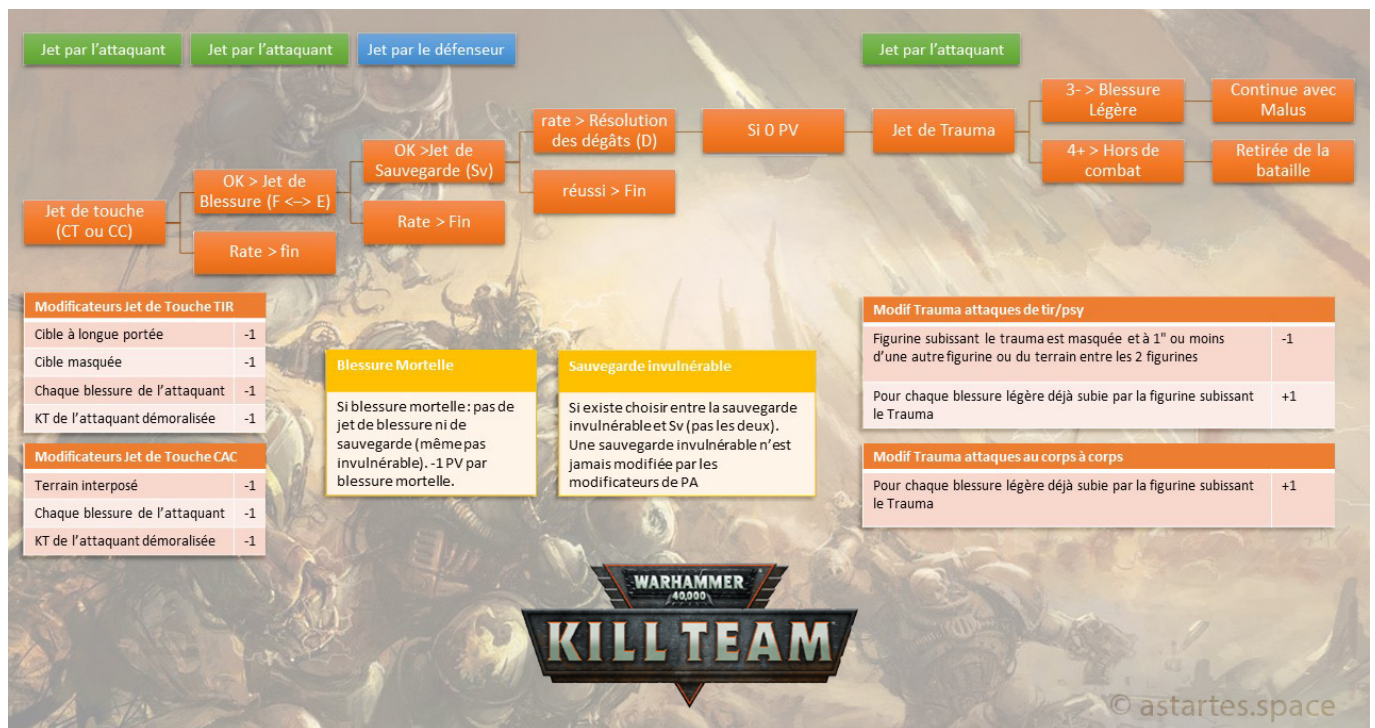 Jet par l'attaquant
Jet par l'attaquant
Jet par le défenseur
Jet par l'attaquant
Jet de touche
(CT ou CC)
OK > Jet de
Blessure (F <–> E)
Rate > fin
OK >Jet de
Sauvegarde (Sv)
Rate > Fin
rate > Résolution
des dégâts (D)
réussi > Fin
Si 0 PV
Jet de Trauma
3- > Blessure
Légère
Continue avec
Malus
4+ > Hors de
combat
Retirée de la
bataille
Modificateurs Jet de Touche TIR
Cible à longue portée -1
Cible masquée -1
Chaque blessure de l'attaquant -1
KT de l'attaquant démoralisée -1
Modificateurs Jet de Touche CAC
Terrain interposé -1
Chaque blessure de l'attaquant -1
KT de l'attaquant démoralisée -1
Blessure Mortelle
Si blessure mortelle : pas de
jet de blessure ni de
sauvegarde (même pas
invulnérable). -1 PV par
blessure mortelle.
Sauvegarde invulnérable
Si existe choisir entre la sauvegarde
invulnérable et Sv (pas les deux).
Une sauvegarde invulnérable n'est
jamais modifiée par les
modificateurs de PA
Modif Trauma attaques de tir/psy
Figurine subissant le trauma est masquée et à 1" ou moins -1
d'une autre figurine ou du terrain entre les 2 figurines
Pour chaque blessure légère déjà subie par la figurine subissant +1
le Trauma
Modif Trauma attaques au corps à corps
Pour chaque blessure légère déjà subie par la figurine subissant +1
le Trauma
WARHAMMER
40,000
KILL TEAM
© astartes.space